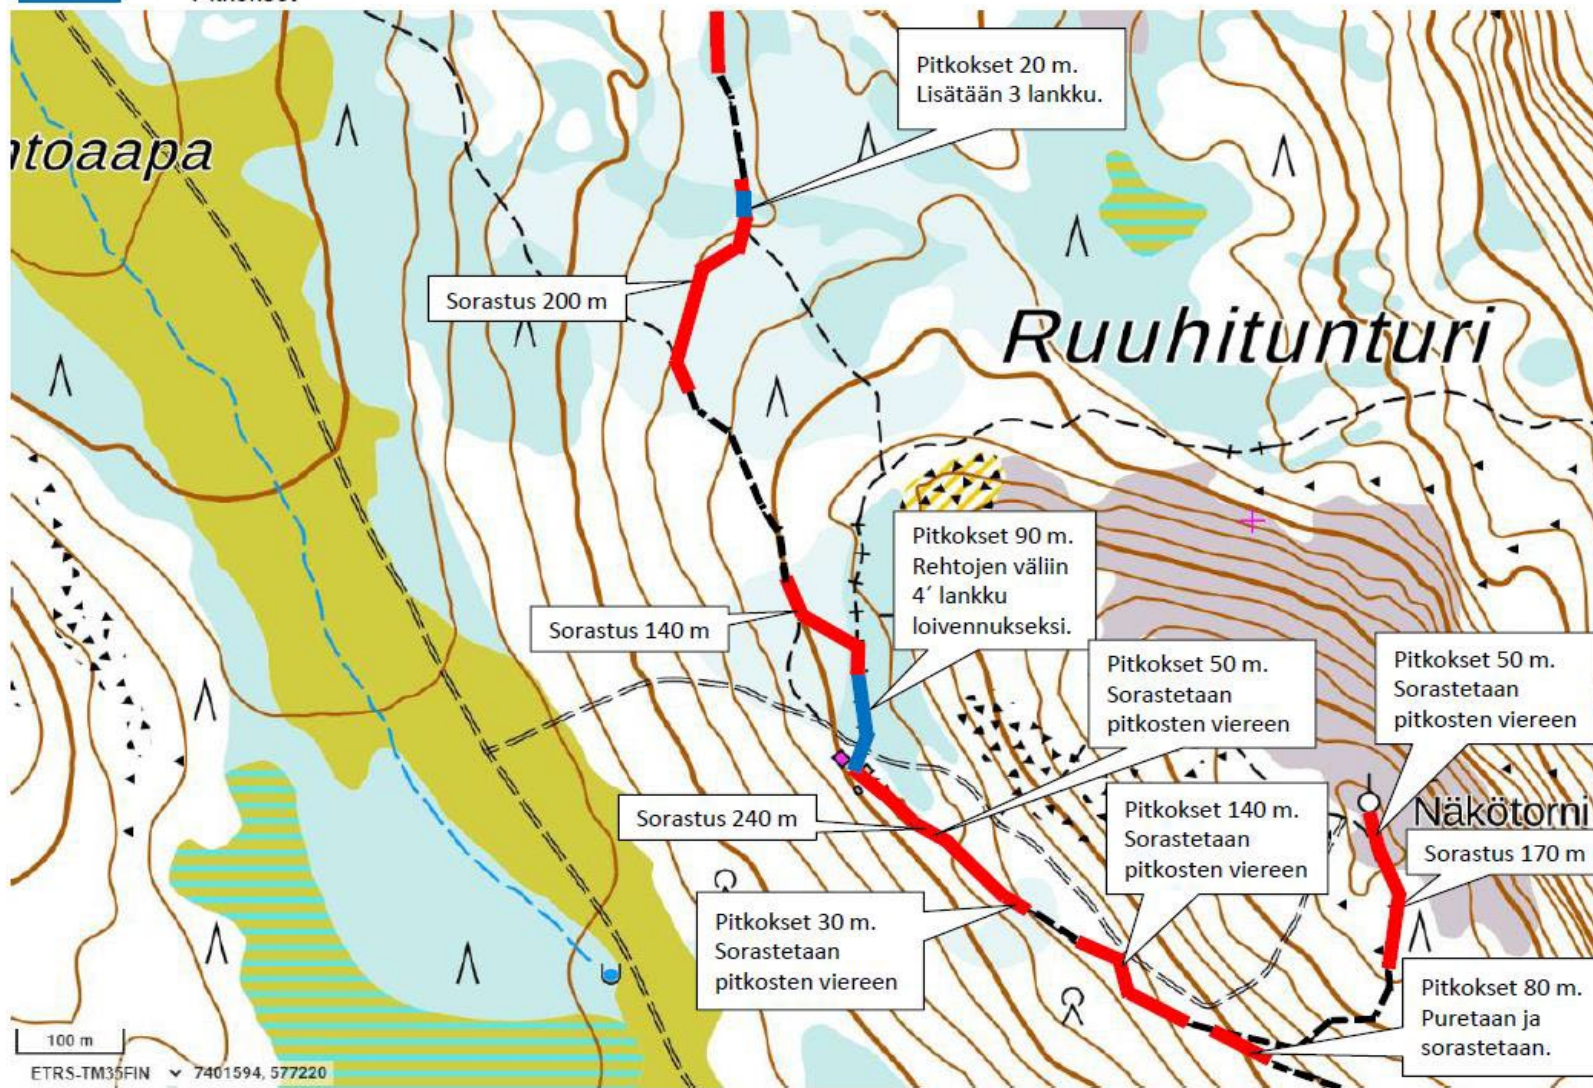 Pitkokset 20 m.
Lisätään 3 lankku.
ntoaapa
Sorastus 200 m
Ruuhitunturi
Pitkokset 90 m.
Rehtojen väliin
4´ lankku
loivennukseksi.
Sorastus 140 m
Pitkokset 50 m.
Sorastetaan
pitkosten viereen
Pitkokset 50 m.
Sorastetaan
pitkosten viereen
Sorastus 240 m
Pitkokset 140 m.
Sorastetaan
pitkosten viereen
Näkötorni
Sorastus 170 m
Pitkokset 30 m.
Sorastetaan
pitkosten viereen
Pitkokset 80 m.
Puretaan ja
sorastetaan.
100 m
ETRS-TM35FIN 7401594, 577220